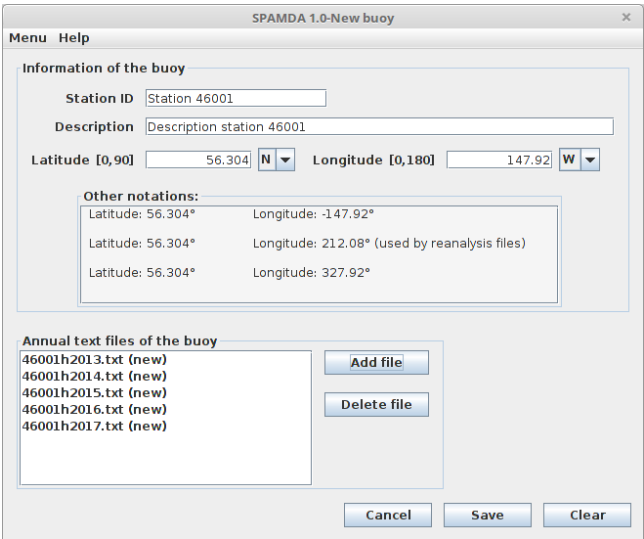 SPAMDA 1.0-New buoy
Menu Help
Information of the buoy
Station ID Station 46001
Description Description station 46001
Latitude [0,90] 56.304 N Longitude [0,180] 147.92 W
Other notations:
Latitude: 56.304° Longitude: -147.92°
Latitude: 56.304° Longitude: 212.08° (used by reanalysis files)
Latitude: 56.304° Longitude: 327.92°
Annual text files of the buoy
46001h2013.txt (new)
46001h2014.txt (new)
46001h2015.txt (new)
46001h2016.txt (new)
46001h2017.txt (new)
Add file
Delete file
Cancel Save Clear